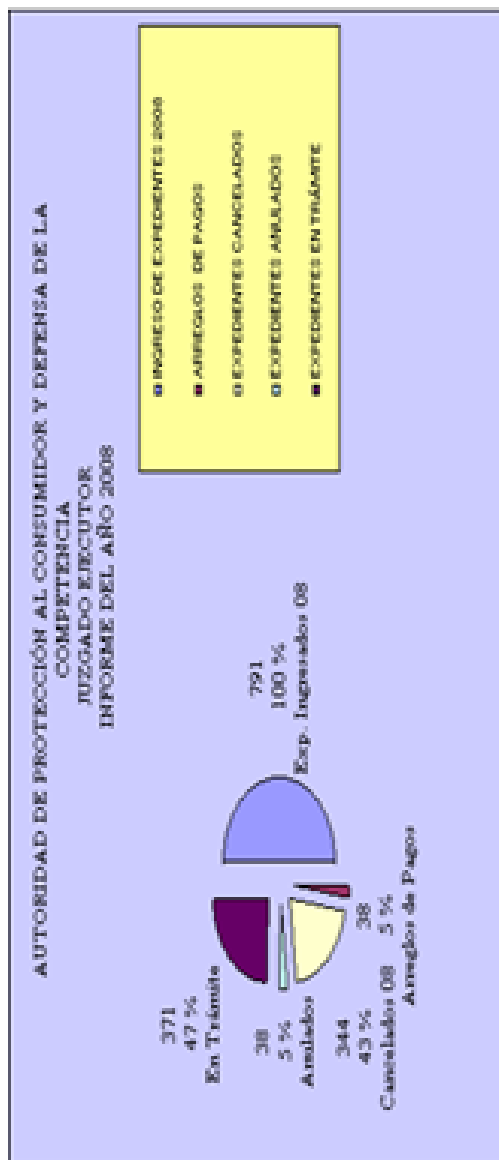 AUTORIDAD DE PROTECCIÓN AL CONSUMIDOR Y DEFENSA DE LA
COMPETENCIA
JUZGADO EJECUTOR
INFORME DEL AÑO 2008
371
47 %
En Trámite
38
5 %
Anulados
344
43 %
Cancelados 08
38
5 %
Arreglos de Pagos
791
100 %
Exp. Ingresados 08
INGRESO DE EXPEDIENTES 2008
ARREGLOS DE PAGOS
EXPEDIENTES CANCELADOS
EXPEDIENTES ANULADOS
EXPEDIENTES EN TRÁMITE